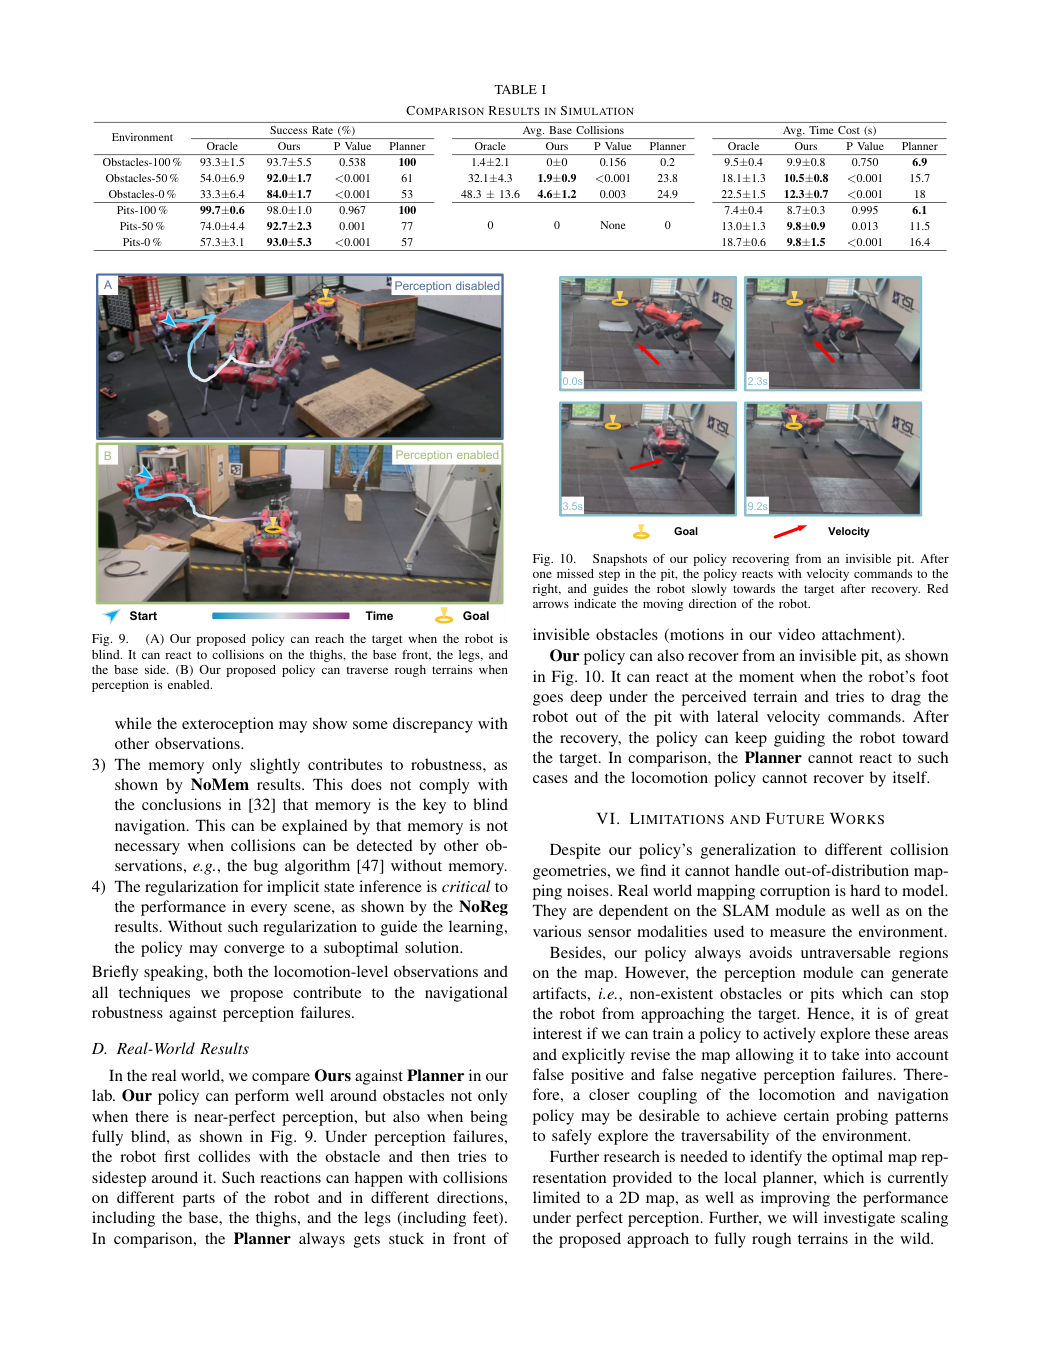 TABLE I
COMPARISON RESULTS IN SIMULATION
Environment Success Rate (%) Avg. Base Collisions Avg. Time Cost (s)
Oracle Ours P Value Planner Oracle Ours P Value Planner Oracle Ours P Value Planner
Obstacles-100 % 93.3±1.5 93.7±5.5 0.538 100 1.4±2.1 0±0 0.156 0.2 9.5±0.4 9.9±0.8 0.750 6.9
Obstacles-50 % 54.0±6.9 92.0±1.7 <0.001 61 32.1±4.3 1.9±0.9 <0.001 23.8 18.1±1.3 10.5±0.8 <0.001 15.7
Obstacles-0 % 33.3±6.4 84.0±1.7 <0.001 53 48.3 ± 13.6 4.6±1.2 0.003 24.9 22.5±1.5 12.3±0.7 <0.001 18
Pits-100 % 99.7±0.6 98.0±1.0 0.967 100 7.4±0.4 8.7±0.3 0.995 6.1
Pits-50 % 74.0±4.4 92.7±2.3 0.001 77 0 0 None 0 13.0±1.3 9.8±0.9 0.013 11.5
Pits-0 % 57.3±3.1 93.0±5.3 <0.001 57 18.7±0.6 9.8±1.5 <0.001 16.4
A
Perception disabled
B
Perception enabled
Start Time Goal
Fig. 9. (A) Our proposed policy can reach the target when the robot is
blind. It can react to collisions on the thighs, the base front, the legs, and
the base side. (B) Our proposed policy can traverse rough terrains when
perception is enabled.
while the exteroception may show some discrepancy with
other observations.
3) The memory only slightly contributes to robustness, as
shown by NoMem results. This does not comply with
the conclusions in [32] that memory is the key to blind
navigation. This can be explained by that memory is not
necessary when collisions can be detected by other ob-
servations, e.g., the bug algorithm [47] without memory.
4) The regularization for implicit state inference is critical to
the performance in every scene, as shown by the NoReg
results. Without such regularization to guide the learning,
the policy may converge to a suboptimal solution.
Briefly speaking, both the locomotion-level observations and
all techniques we propose contribute to the navigational
robustness against perception failures.
D. Real-World Results
In the real world, we compare Ours against Planner in our
lab. Our policy can perform well around obstacles not only
when there is near-perfect perception, but also when being
fully blind, as shown in Fig. 9. Under perception failures,
the robot first collides with the obstacle and then tries to
sidestep around it. Such reactions can happen with collisions
on different parts of the robot and in different directions,
including the base, the thighs, and the legs (including feet).
In comparison, the Planner always gets stuck in front of
RSL
0.0s
RSL
2.3s
RSL
3.5s
RSL
9.2s
Goal Velocity
Fig. 10. Snapshots of our policy recovering from an invisible pit. After
one missed step in the pit, the policy reacts with velocity commands to the
right, and guides the robot slowly towards the target after recovery. Red
arrows indicate the moving direction of the robot.
invisible obstacles (motions in our video attachment).
Our policy can also recover from an invisible pit, as shown
in Fig. 10. It can react at the moment when the robot's foot
goes deep under the perceived terrain and tries to drag the
robot out of the pit with lateral velocity commands. After
the recovery, the policy can keep guiding the robot toward
the target. In comparison, the Planner cannot react to such
cases and the locomotion policy cannot recover by itself.
VI. LIMITATIONS AND FUTURE WORKS
Despite our policy's generalization to different collision
geometries, we find it cannot handle out-of-distribution map-
ping noises. Real world mapping corruption is hard to model.
They are dependent on the SLAM module as well as on the
various sensor modalities used to measure the environment.
Besides, our policy always avoids untraversable regions
on the map. However, the perception module can generate
artifacts, i.e., non-existent obstacles or pits which can stop
the robot from approaching the target. Hence, it is of great
interest if we can train a policy to actively explore these areas
and explicitly revise the map allowing it to take into account
false positive and false negative perception failures. There-
fore, a closer coupling of the locomotion and navigation
policy may be desirable to achieve certain probing patterns
to safely explore the traversability of the environment.
Further research is needed to identify the optimal map rep-
resentation provided to the local planner, which is currently
limited to a 2D map, as well as improving the performance
under perfect perception. Further, we will investigate scaling
the proposed approach to fully rough terrains in the wild.